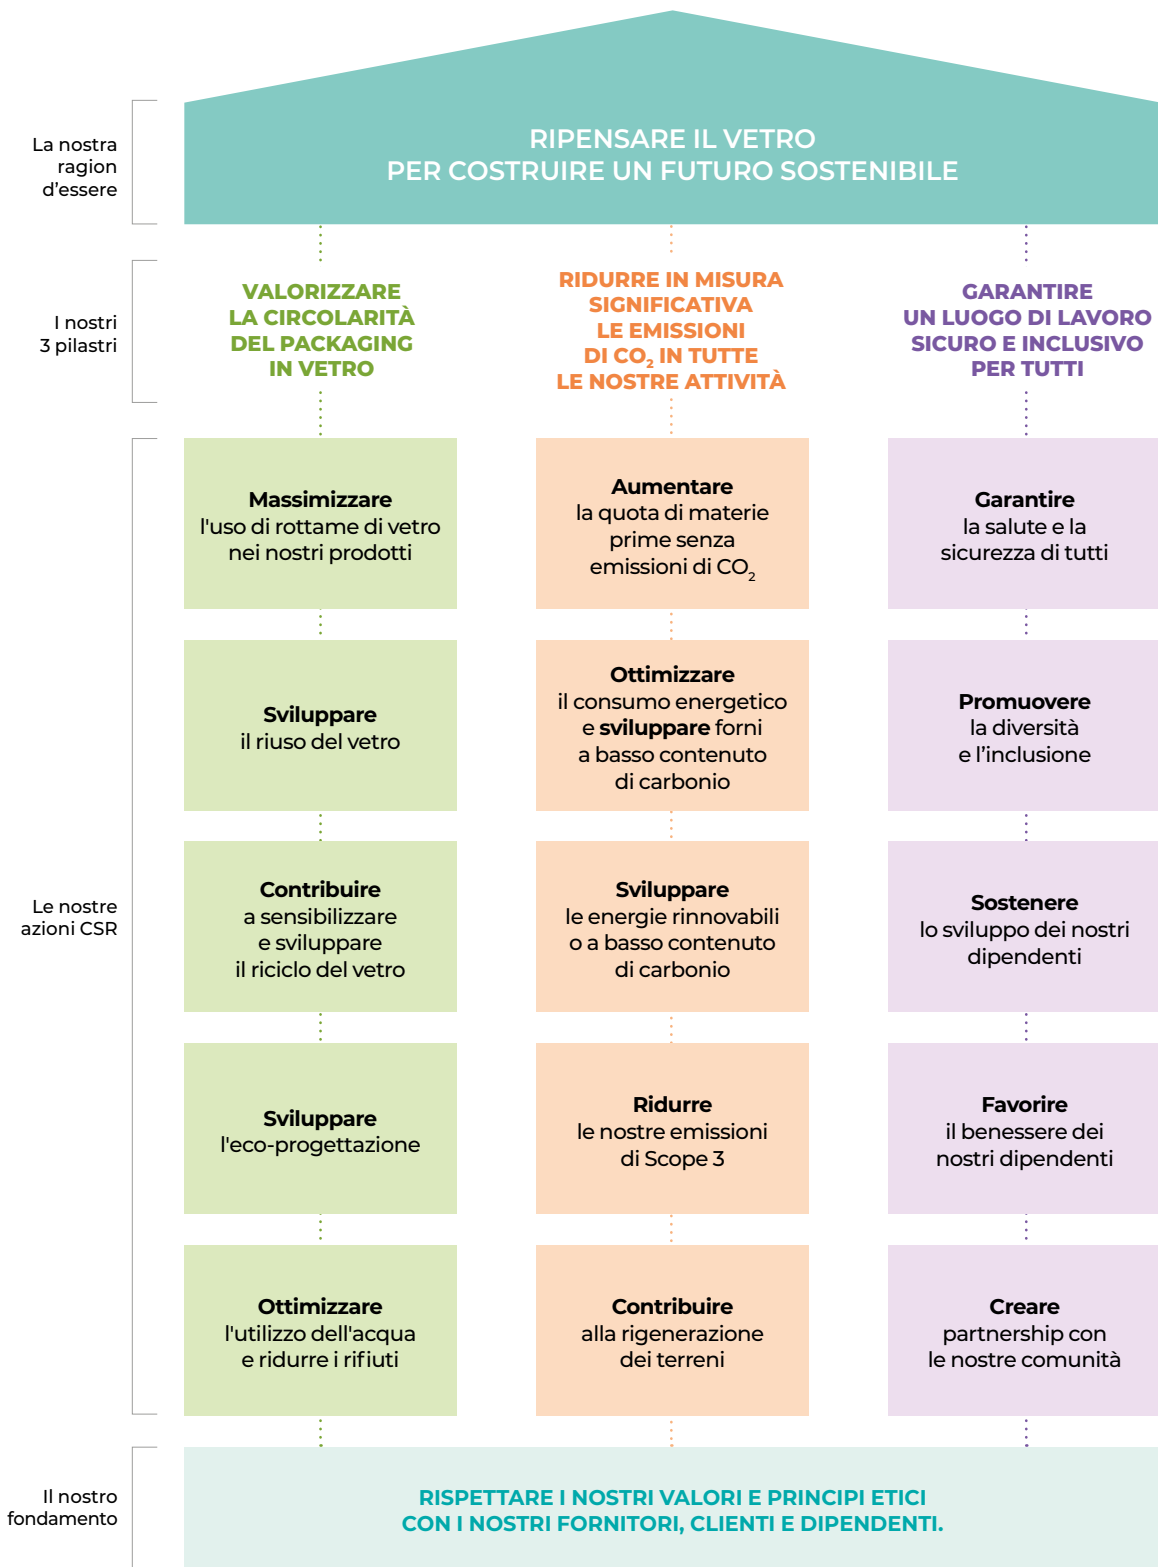 La nostra
ragion
d’essere
RIPENSARE IL VETRO
PER COSTRUIRE UN FUTURO SOSTENIBILE
I nostri
3 pilastri
VALORIZZARE
LA CIRCOLARITÀ
DEL PACKAGING
IN VETRO
RIDURRE IN MISURA
SIGNIFICATIVA
LE EMISSIONI
DI CO₂ IN TUTTE
LE NOSTRE ATTIVITÀ
GARANTIRE
UN LUOGO DI LAVORO
SICURO E INCLUSIVO
PER TUTTI
Le nostre
azioni CSR
Massimizzare
l'uso di rottame di vetro
nei nostri prodotti
Aumentare
la quota di materie
prime senza
emissioni di CO₂
Garantire
la salute e la
sicurezza di tutti
Sviluppare
il riuso del vetro
Ottimizzare
il consumo energetico
e sviluppare forni
a basso contenuto
di carbonio
Promuovere
la diversità
e l’inclusione
Contribuire
a sensibilizzare
e sviluppare
il riciclo del vetro
Sviluppare
le energie rinnovabili
o a basso contenuto
di carbonio
Sostenere
lo sviluppo dei nostri
dipendenti
Sviluppare
l'eco-progettazione
Ridurre
le nostre emissioni
di Scope 3
Favorire
il benessere dei
nostri dipendenti
Ottimizzare
l'utilizzo dell'acqua
e ridurre i rifiuti
Contribuire
alla rigenerazione
dei terreni
Creare
partnership con
le nostre comunità
Il nostro
fondamento
RISPETTARE I NOSTRI VALORI E PRINCIPI ETICI
CON I NOSTRI FORNITORI, CLIENTI E DIPENDENTI.